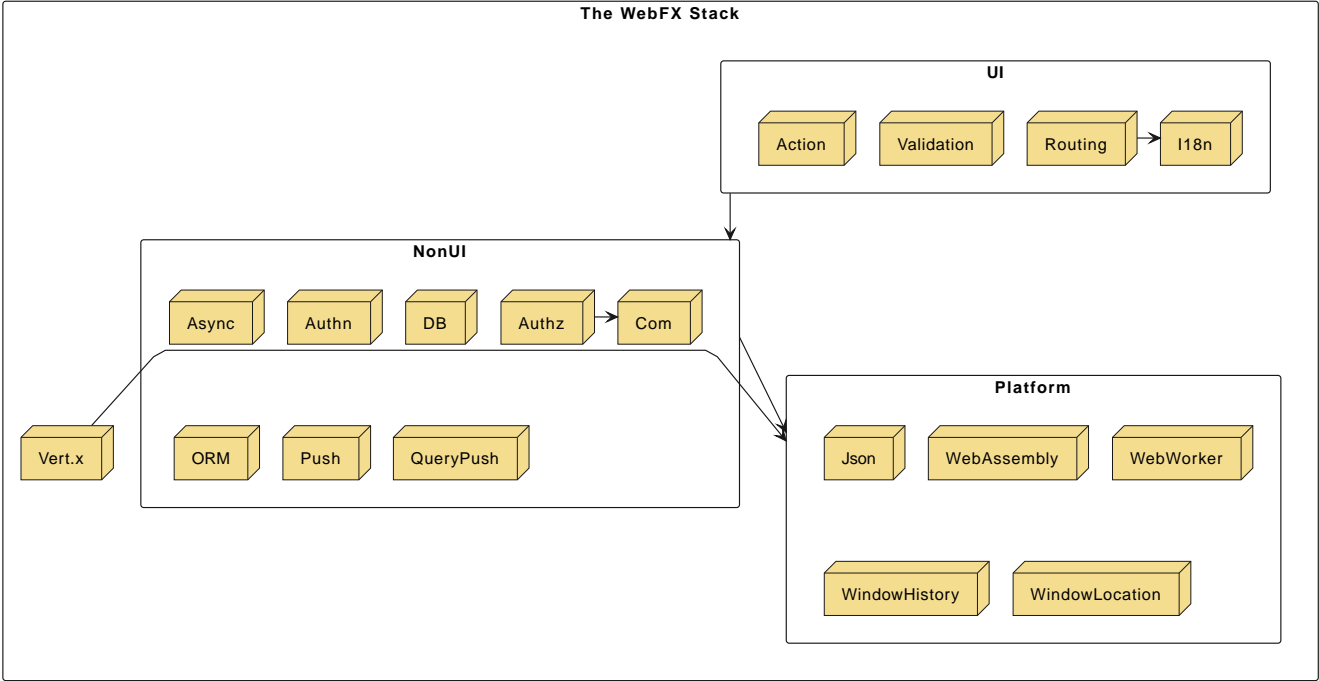 The WebFX Stack
UI
Action
Validation
Routing
I18n
NonUI
Async
Authn
DB
Authz
Com
Vert.x
ORM
Push
QueryPush
Platform
Json
WebAssembly
WebWorker
WindowHistory
WindowLocation